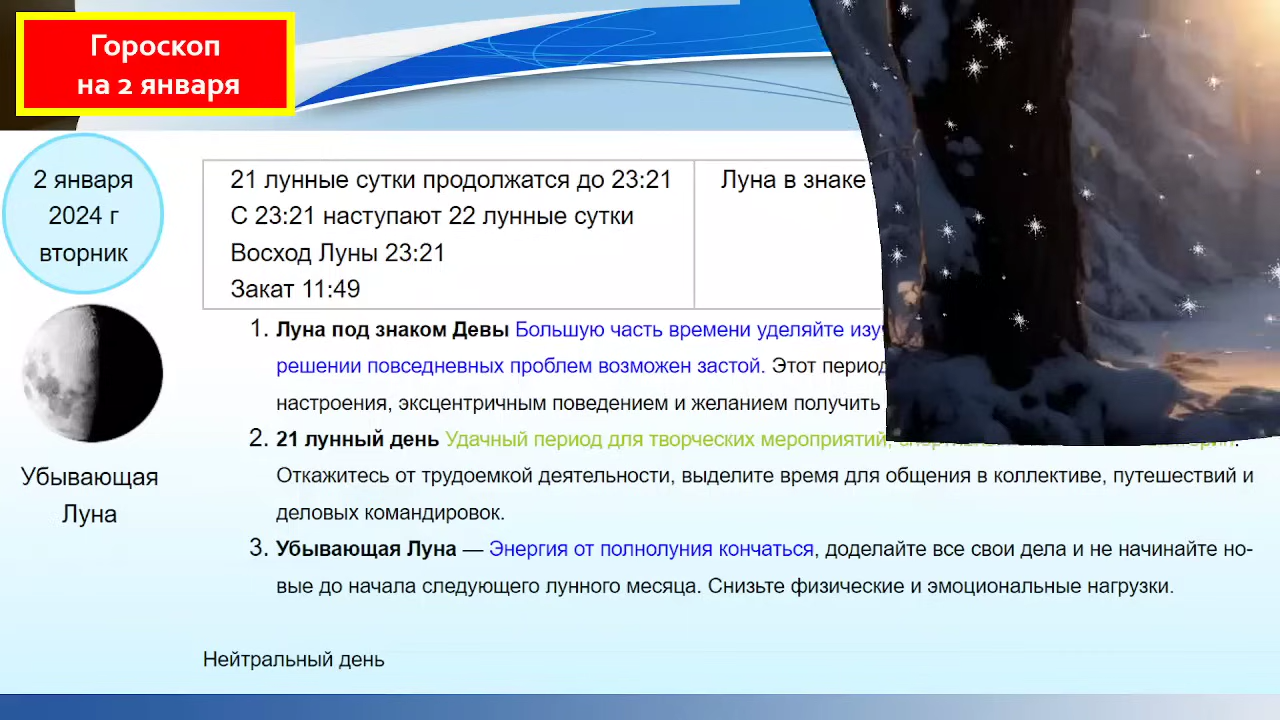 Гороскоп
на 2 января
2 января
2024 г
вторник
21 лунные сутки продолжатся до 23:21
С 23:21 наступают 22 лунные сутки
Восход Луны 23:21
Закат 11:49
Луна в знаке
Убывающая
Луна
1. Луна под знаком Девы Большую часть времени уделяйте
решении повседневных проблем возможен застой. Этот период
настроения, эксцентричным поведением и желанием получить
2. 21 лунный день Удачный период для творческих мероприятий,
Откажитесь от трудоемкой деятельности, выделите время для общения в коллективе, путешествий и
деловых командировок.
3. Убывающая Луна — Энергия от полнолуния кончаться, доделайте все свои дела и не начинайте но-
вые до начала следующего лунного месяца. Снизьте физические и эмоциональные нагрузки.
Нейтральный день